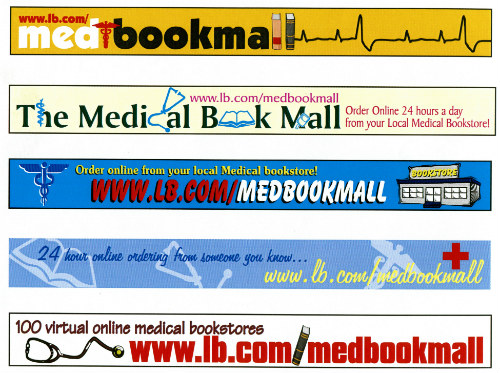 www.lb.com/
medbookmall
www.lb.com/medbookmall
The Medical Book Mall
Order Online 24 hours a day
from your Local Medical Bookstore!
Order online from your local Medical bookstore!
BOOKSTORE
WWW.LB.COM/MEDBOOKMALL
24 hour online ordering from someone you know...
www.lb.com/medbookmall
100 virtual online medical bookstores
www.lb.com/medbookmall